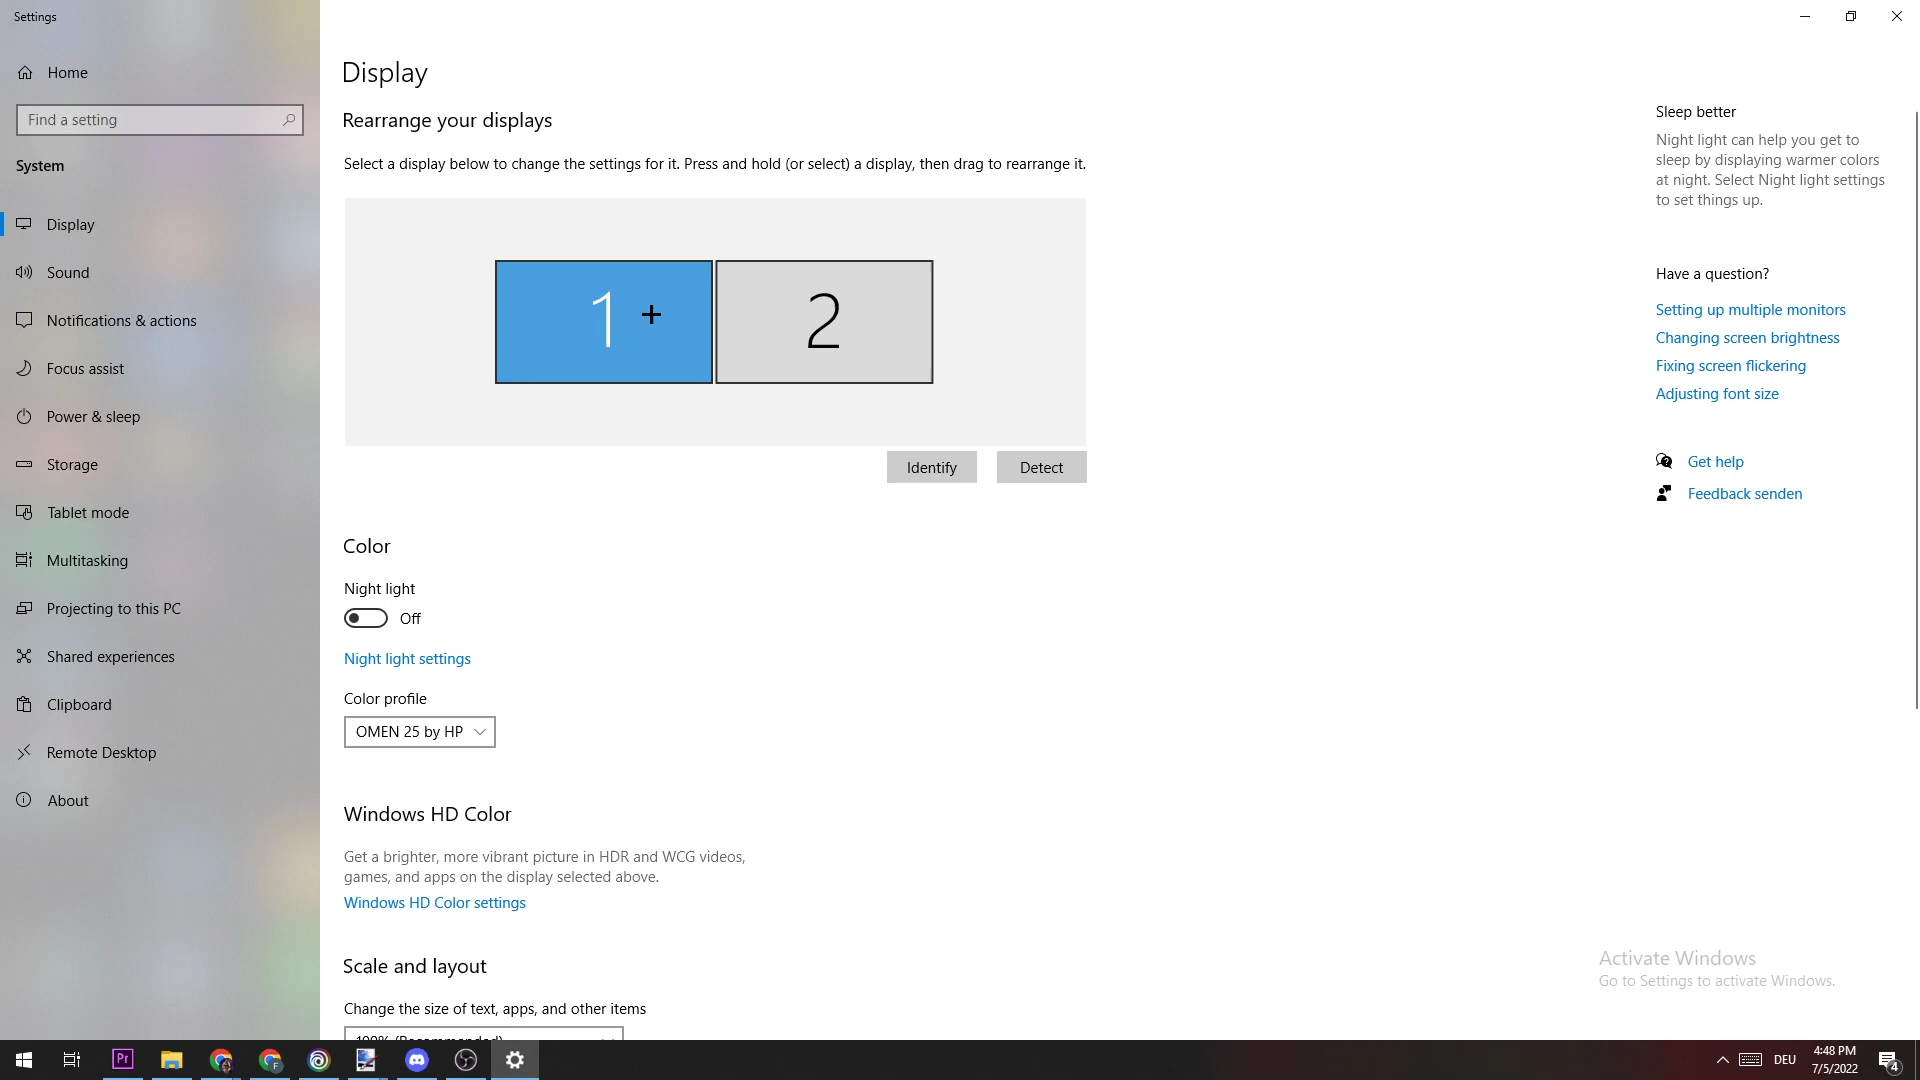 Settings
Home
Find a setting
System
Display
Sound
Notifications & actions
Focus assist
Power & sleep
Storage
Tablet mode
Multitasking
Projecting to this PC
Shared experiences
Clipboard
Remote Desktop
About
Display
Rearrange your displays
Select a display below to change the settings for it. Press and hold (or select) a display, then drag to rearrange it.
1
2
Identify
Detect
Color
Night light
Off
Night light settings
Color profile
OMEN 25 by HP
Windows HD Color
Get a brighter, more vibrant picture in HDR and WCG videos,
games, and apps on the display selected above.
Windows HD Color settings
Scale and layout
Change the size of text, apps, and other items
100% (Recommended)
Sleep better
Night light can help you get to
sleep by displaying warmer colors
at night. Select Night light settings
to set things up.
Have a question?
Setting up multiple monitors
Changing screen brightness
Fixing screen flickering
Adjusting font size
Get help
Feedback senden
Activate Windows
Go to Settings to activate Windows.
Pr
F
DEU
4:48 PM
7/5/2022
4